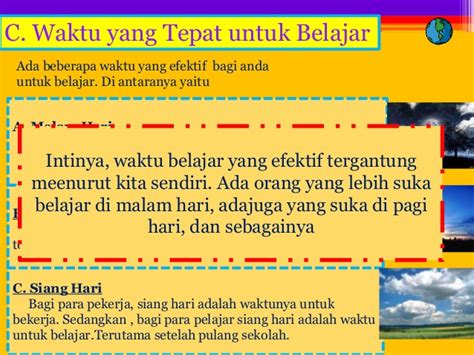 C. Waktu yang Tepat untuk Belajar
Ada beberapa waktu yang efektif bagi anda
untuk belajar. Di antaranya yaitu
Intinya, waktu belajar yang efektif tergantung
meenurut kita sendiri. Ada orang yang lebih suka
belajar di malam hari, adajuga yang suka di pagi
hari, dan sebagainya
C. Siang Hari
Bagi para pekerja, siang hari adalah waktunya untuk
bekerja. Sedangkan , bagi para pelajar siang hari adalah waktu
untuk belajar.Terutama setelah pulang sekolah.